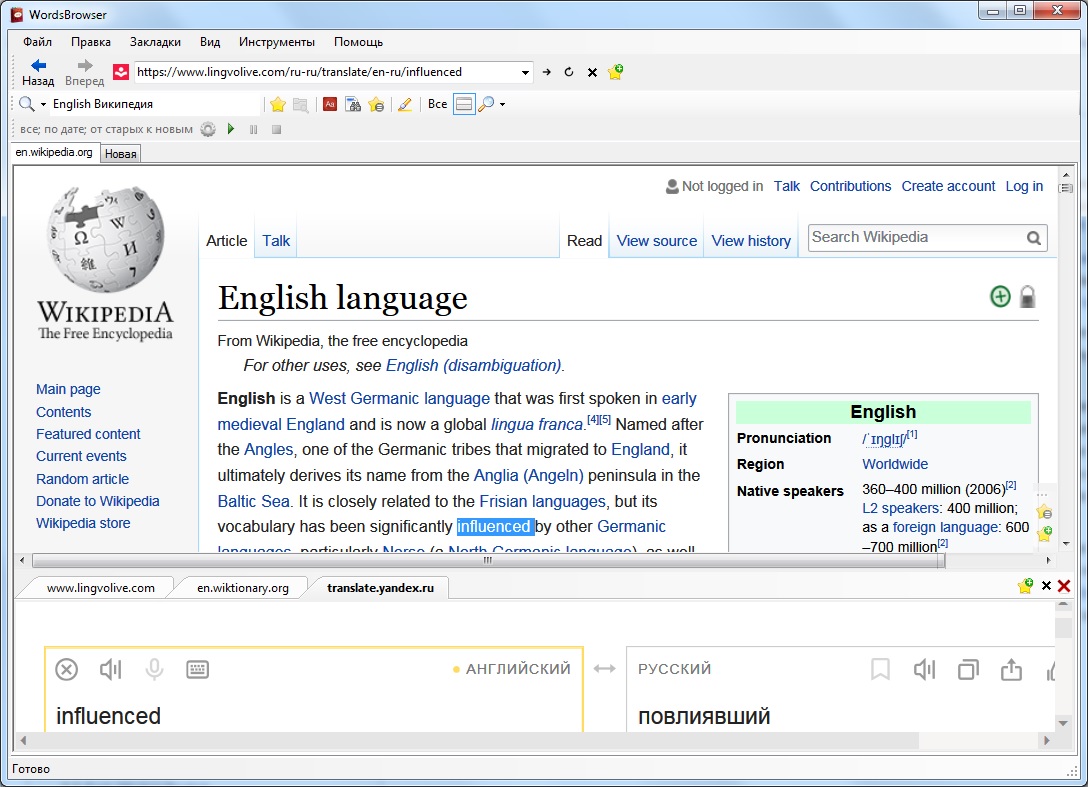 WordsBrowser
Файл Правка Закладки Вид Инструменты Помощь
Назад Вперед https://www.lingvolive.com/ru-ru/translate/en-ru/influenced
English Википедия Aa Все
все; по дате; от старых к новым
en.wikipedia.org Новая
Not logged in Talk Contributions Create account Log in
Article Talk Read View source View history Search Wikipedia
WIKIPEDIA
The Free Encyclopedia
Main page
Contents
Featured content
Current events
Random article
Donate to Wikipedia
Wikipedia store
English language
From Wikipedia, the free encyclopedia
For other uses, see English (disambiguation).
English is a West Germanic language that was first spoken in early
medieval England and is now a global lingua franca.[4][5] Named after
the Angles, one of the Germanic tribes that migrated to England, it
ultimately derives its name from the Anglia (Angeln) peninsula in the
Baltic Sea. It is closely related to the Frisian languages, but its
vocabulary has been significantly influenced by other Germanic
languages, particularly Norse (a North Germanic language), as well
English
Pronunciation /ˈɪŋɡlɪʃ/[1]
Region Worldwide
Native speakers 360–400 million (2006)[2]
L2 speakers: 400 million;
as a foreign language: 600
–700 million[2]
www.lingvolive.com en.wiktionary.org translate.yandex.ru
АНГЛИЙСКИЙ РУССКИЙ
influenced повлиявший
Готово